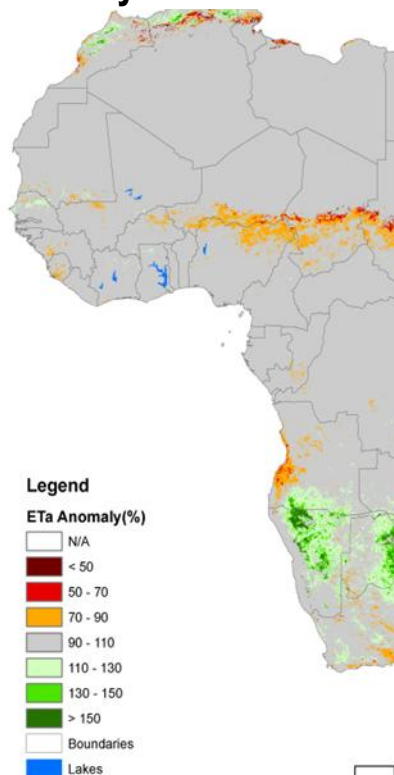 Legend
ETa Anomaly(%)
N/A
< 50
50 - 70
70 - 90
90 - 110
110 - 130
130 - 150
> 150
Boundaries
Lakes